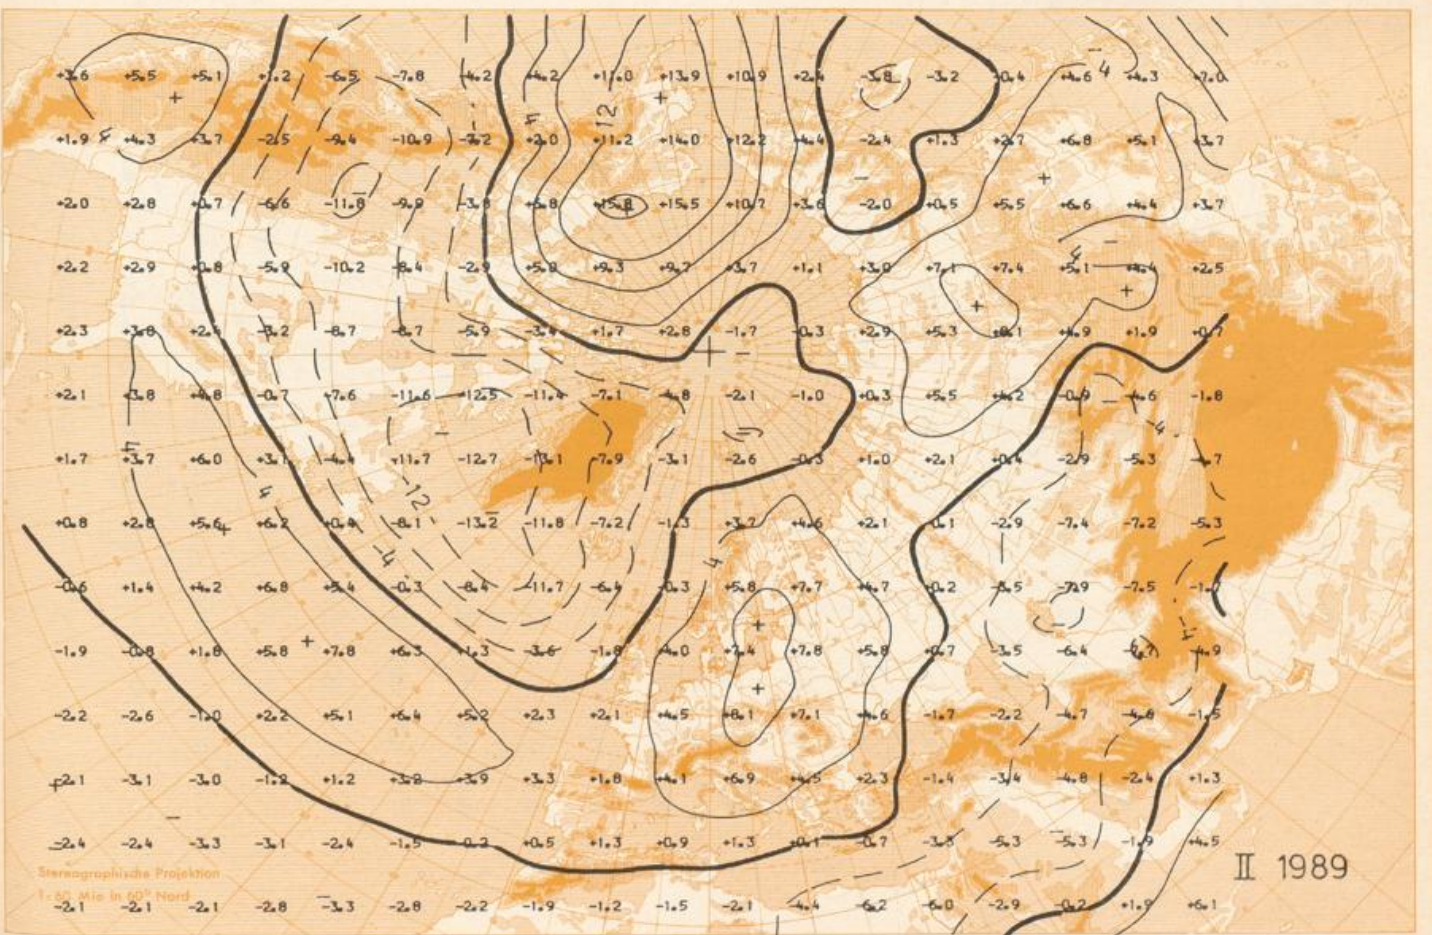 +3.6 +5.5 +5.1 +1.2 -6.5 -7.8 -4.2 +4.2 +11.0 +13.9 +10.9 +2.4 -3.8 -3.2 -0.4 +4.6 4 +4.3 +7.0
+1.9 4 +4.3 +3.7 -2.5 -9.4 -10.9 -7.2 +2.0 4 +11.2 12 +14.0 +12.2 +4.4 -2.4 +1.3 +2.7 +6.8 +5.1 +3.7
+2.0 +2.8 +0.7 -6.6 -11.8 -9.9 -3.8 +6.8 +15.8 +15.5 +10.7 +3.6 -2.0 +0.5 +5.5 +6.6 +4.4 +3.7
+2.2 +2.9 +0.8 -5.9 -10.2 -8.4 -2.9 +5.0 +9.3 +9.7 +3.7 +1.1 +3.0 +7.1 +7.4 +5.1 4 +4.4 +2.5
+2.3 +3.8 +2.4 -3.2 -8.7 -8.7 -5.9 -3.4 +1.7 +2.8 -1.7 -0.3 +2.9 +5.3 +8.1 +4.9 +1.9 +0.7
+2.1 +3.8 +4.8 -0.7 -7.6 -11.6 -12.5 -11.4 -7.1 -4.8 -2.1 -1.0 +0.3 +5.5 +4.2 -0.9 -4.6 -1.8
+1.7 4 +3.7 +6.0 +3.1 -4.4 -11.7 -12.7 -13.1 -7.9 -3.1 -2.6 -0.3 +1.0 +2.1 +0.4 -2.9 -5.3 -4 -4.7
+0.8 +2.8 +5.6 4 +6.2 +0.4 -12 -8.1 -13.2 -11.8 -7.2 -1.3 +3.7 +4.6 +2.1 -0.1 -2.9 -7.4 -7.2 -5.3
-0.6 +1.4 +4.2 +6.8 +5.4 -4 -0.3 -8.4 -11.7 -6.4 -0.3 4 +5.8 +7.7 +4.7 +0.2 -8.5 -7.9 -7.5 -1.7
-1.9 -0.8 +1.8 +5.8 +7.8 +6.3 +1.3 -3.6 -1.8 +4.0 +7.4 +7.8 +5.8 +0.7 -3.5 -6.4 -4 -4.9
-2.2 -2.6 -1.0 +2.2 +5.1 +6.4 +5.2 +2.3 +2.1 +4.5 +8.1 +7.1 +4.6 -1.7 -2.2 -4.7 -4.8 -1.5
-2.1 -3.1 -3.0 -1.2 +1.2 +3.2 +3.9 +3.3 +1.8 +4.1 +6.9 +4.5 +2.3 -1.4 -3.4 -4.8 -2.4 +1.3
-2.4 -2.4 -3.3 -3.1 -2.4 -1.5 -0.2 +0.5 +1.3 +0.9 +1.3 +0.1 -0.7 -3.3 -5.3 -5.3 -1.9 +4.5
II 1989
Stereographische Projektion
1:60 Mio in 60° Nord
-2.1 -2.1 -2.1 -2.8 -3.3 -2.8 -2.2 -1.9 -1.2 -1.5 -2.1 -4.4 -6.2 -6.0 -2.9 -0.2 +1.9 +6.1